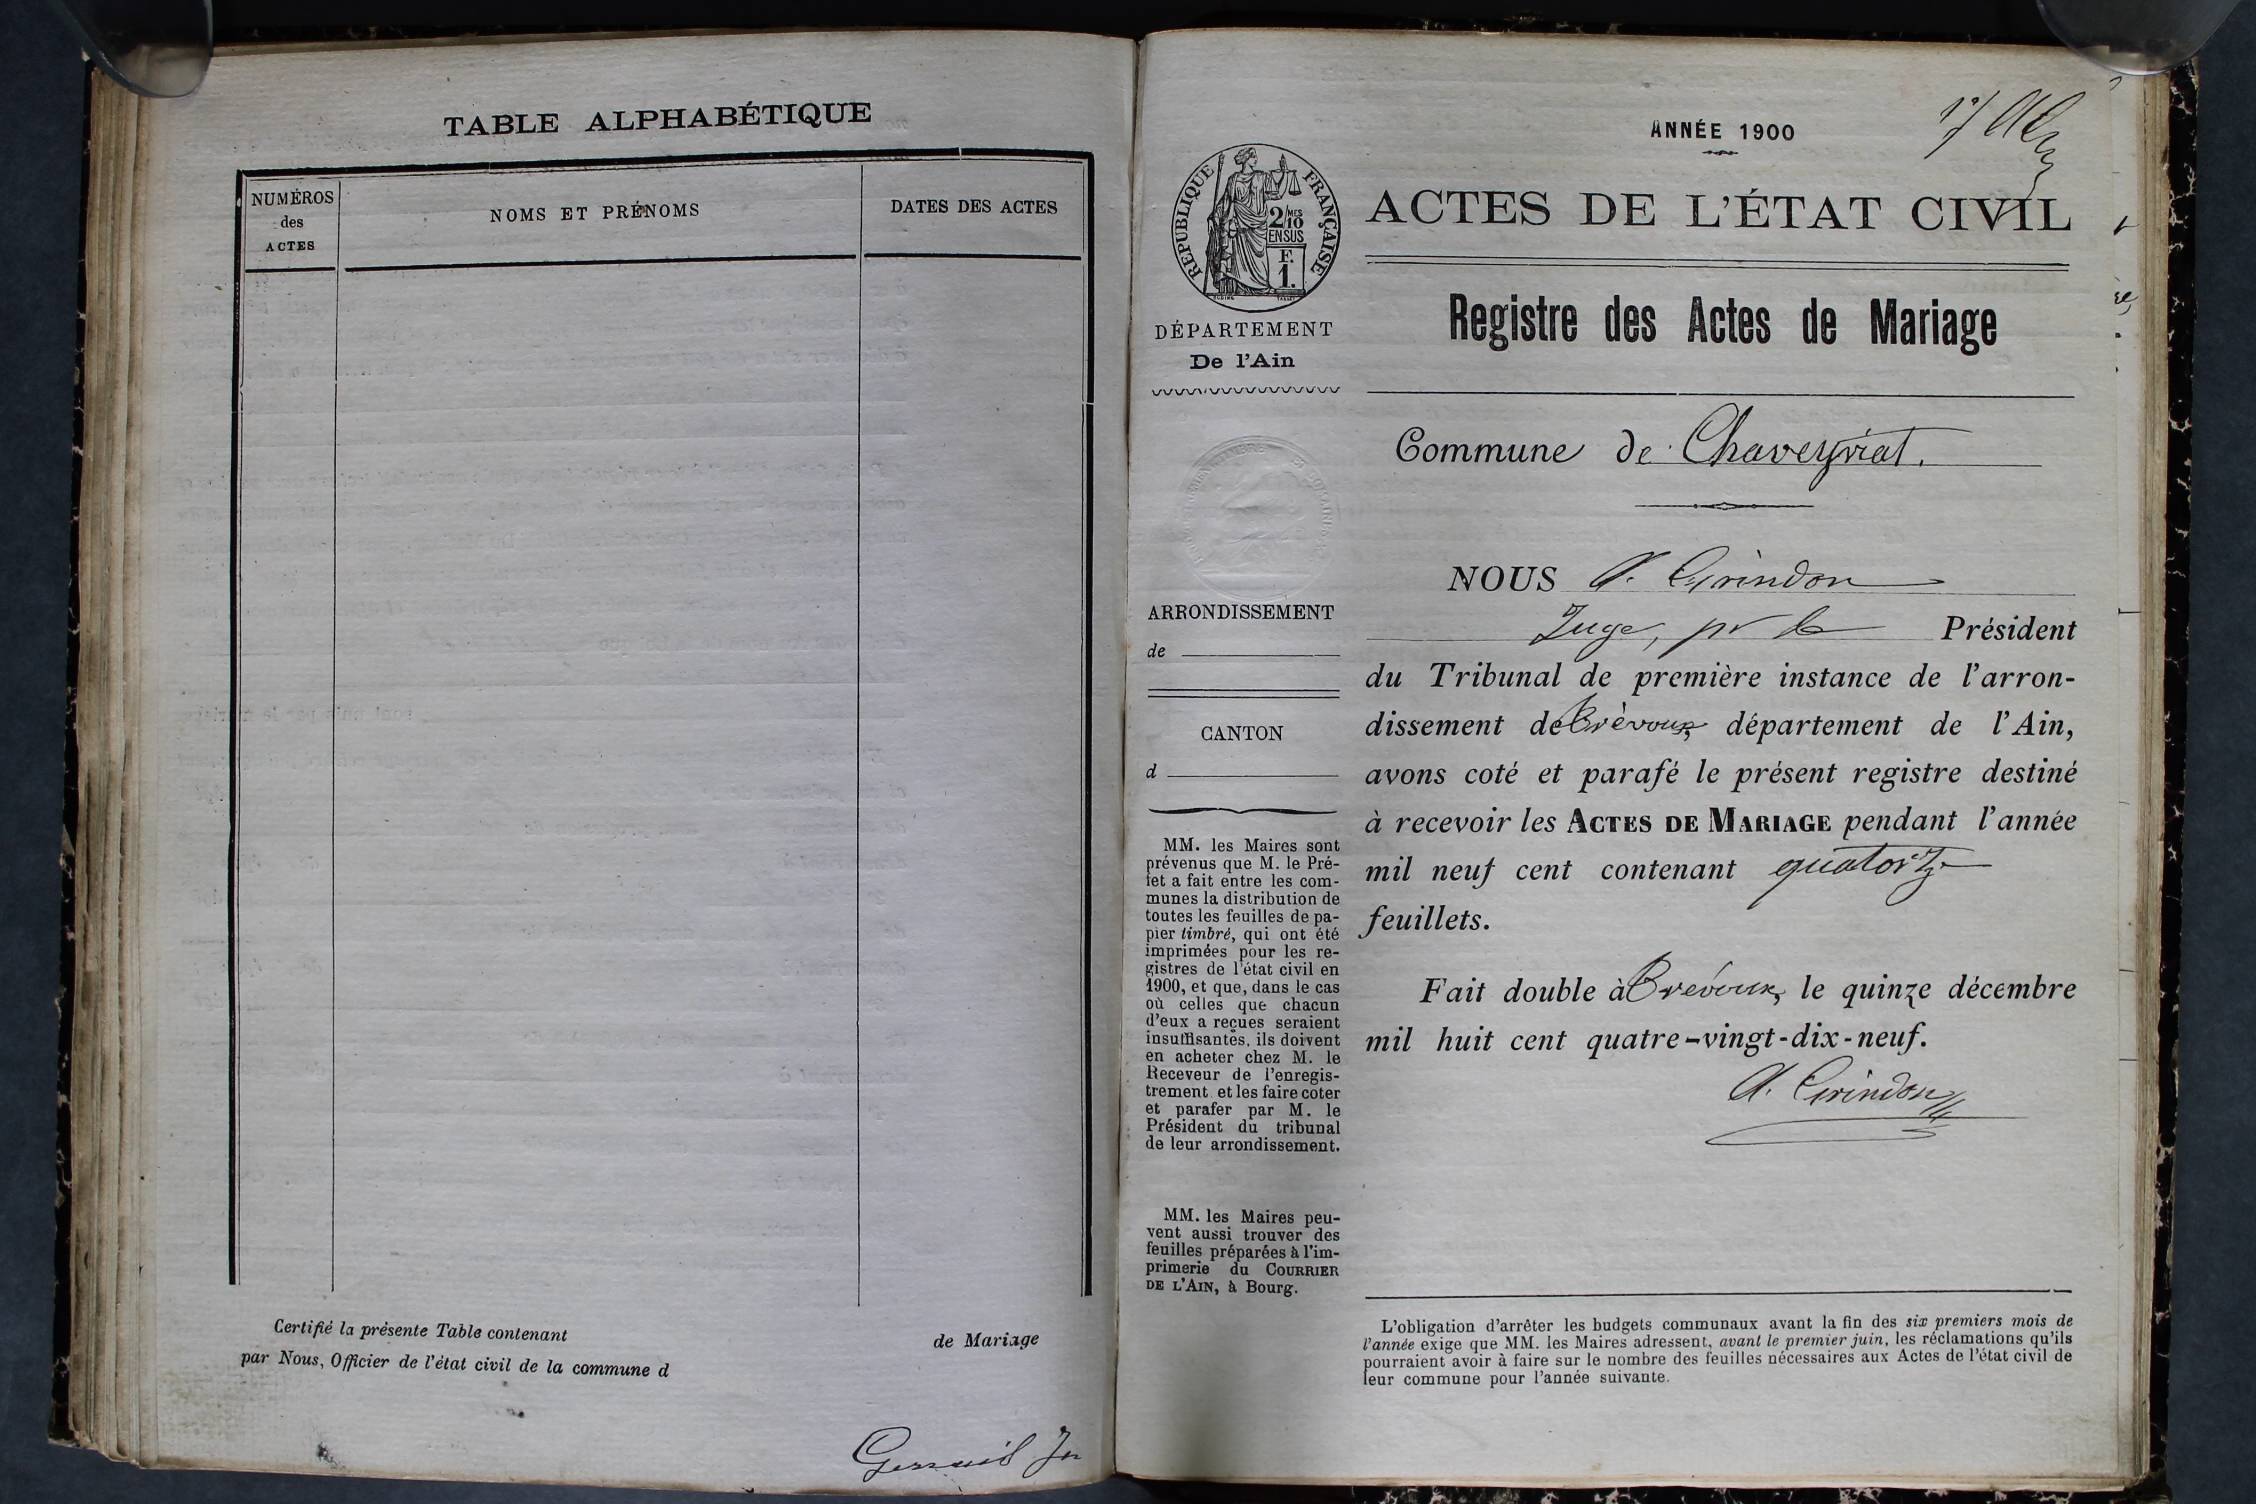 TABLE ALPHABÉTIQUE
NUMÉROS
des
ACTES
NOMS ET PRÉNOMS
DATES DES ACTES
Certifié la présente Table contenant de Mariage
par Nous, Officier de l'état civil de la commune d
ANNÉE 1900
RÉPUBLIQUE FRANÇAISE
2/10 MES
EN SUS
F.
1.
DÉPARTEMENT
De l'Ain
ARRONDISSEMENT
de
CANTON
d
MM. les Maires sont
prévenus que M. le Pré-
fet a fait entre les com-
munes la distribution de
toutes les feuilles de pa-
pier timbré, qui ont été
imprimées pour les re-
gistres de l'état civil en
1900, et que, dans le cas
où celles que chacun
d'eux a reçues seraient
insuffisantes, ils doivent
en acheter chez M. le
Receveur de l'enregis-
trement et les faire coter
et parafer par M. le
Président du tribunal
de leur arrondissement.
MM. les Maires peu-
vent aussi trouver des
feuilles préparées à l'im-
primerie du COURRIER
DE L'AIN, à Bourg.
ACTES DE L'ÉTAT CIVIL
Registre des Actes de Mariage
Commune de Chaveyriat.
NOUS A. Grindon
Juge, pr le Président
du Tribunal de première instance de l'arron-
dissement de Trévoux, département de l'Ain,
avons coté et parafé le présent registre destiné
à recevoir les ACTES DE MARIAGE pendant l'année
mil neuf cent contenant quatorze
feuillets.
Fait double à Trévoux, le quinze décembre
mil huit cent quatre-vingt-dix-neuf.
A. Grindon
L'obligation d'arrêter les budgets communaux avant la fin des six premiers mois de
l'année exige que MM. les Maires adressent, avant le premier juin, les réclamations qu'ils
pourraient avoir à faire sur le nombre des feuilles nécessaires aux Actes de l'état civil de
leur commune pour l'année suivante.